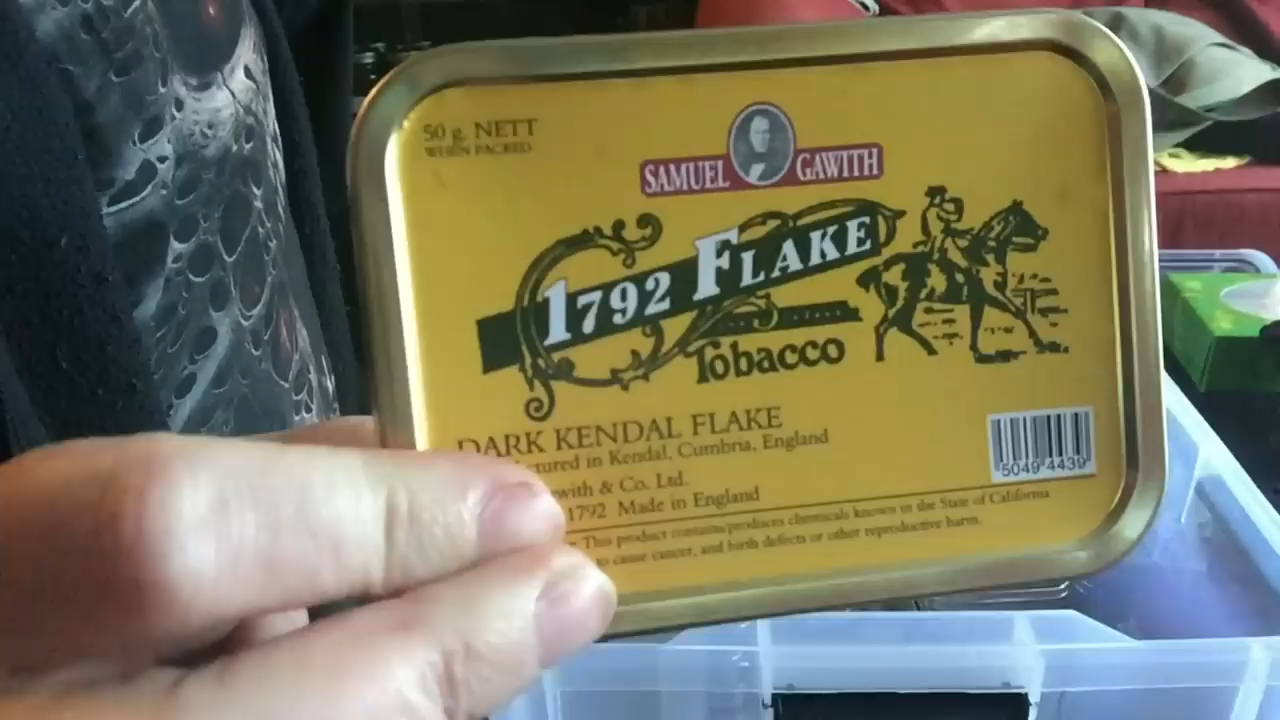 50 g. NETT
WHEN PACKED
SAMUEL GAWITH
1792 FLAKE
Tobacco
DARK KENDAL FLAKE
ctured in Kendal, Cumbria, England
with & Co. Ltd.
1792 Made in England
This product contains/produces chemicals known to the State of California
to cause cancer, and birth defects or other reproductive harm.
5049 4439